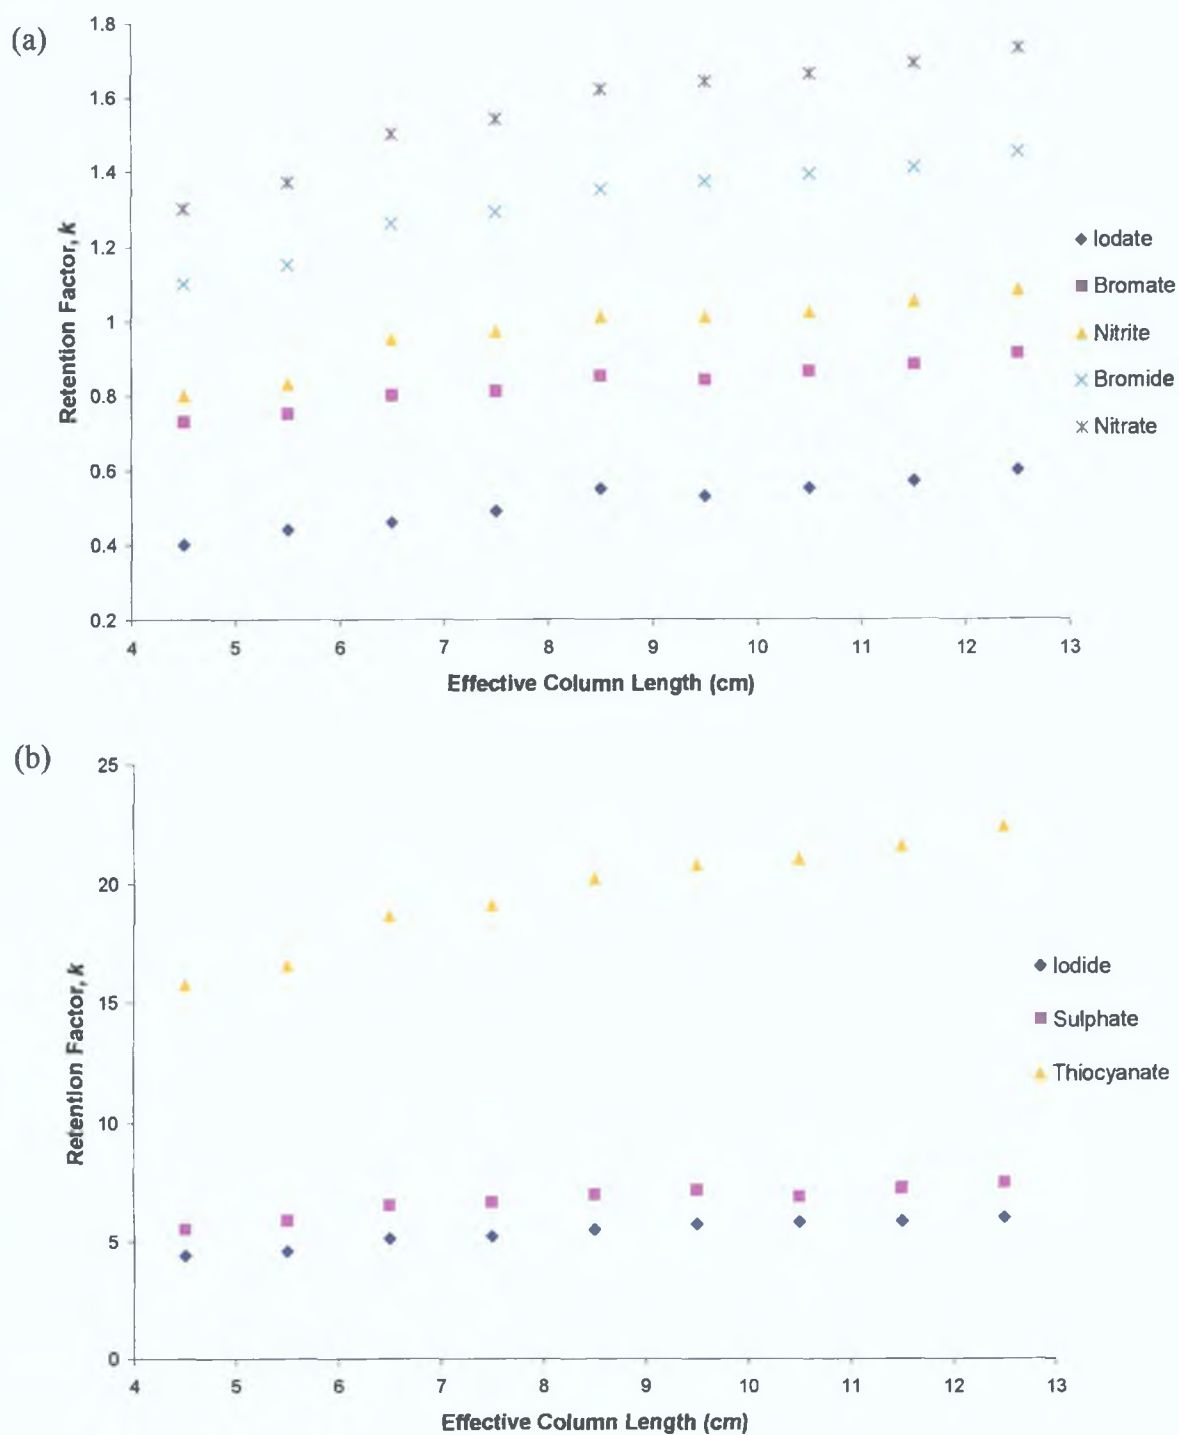 (a)
1.8
1.6
1.4
1.2
1
0.8
0.6
0.4
0.2
Retention Factor, k
4 5 6 7 8 9 10 11 12 13
Effective Column Length (cm)
Iodate
Bromate
Nitrite
Bromide
Nitrate
(b)
25
20
15
10
5
0
Retention Factor, k
4 5 6 7 8 9 10 11 12 13
Effective Column Length (cm)
Iodide
Sulphate
Thiocyanate